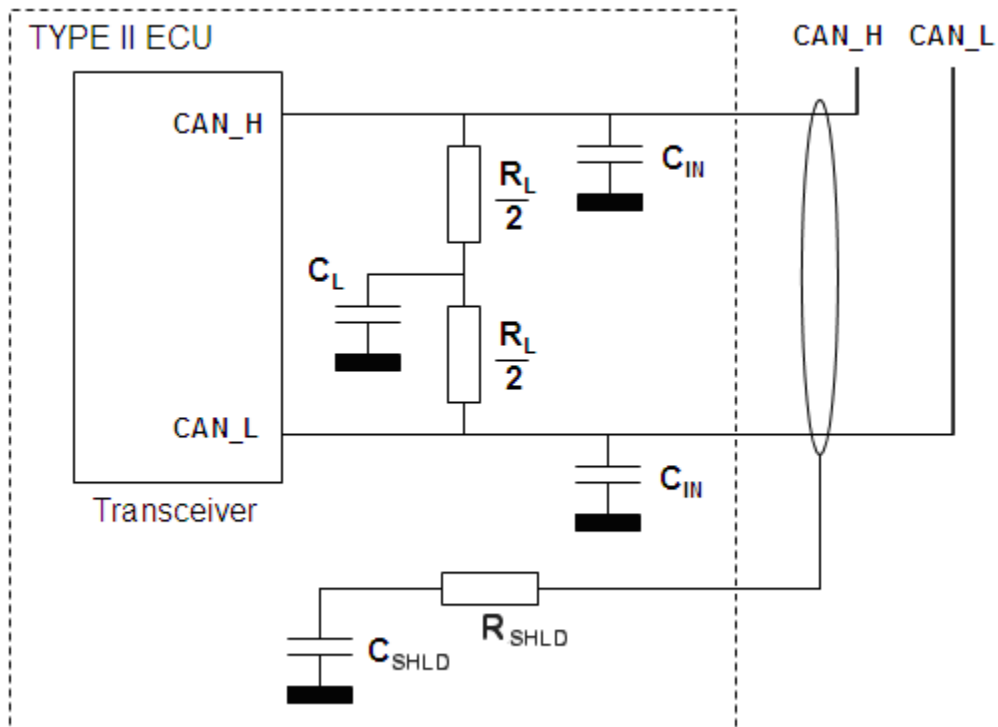 TYPE II ECU
CAN_H CAN_L
CAN_H
C_IN
R_L
2
C_L
R_L
2
CAN_L
C_IN
Transceiver
R_SHLD
C_SHLD